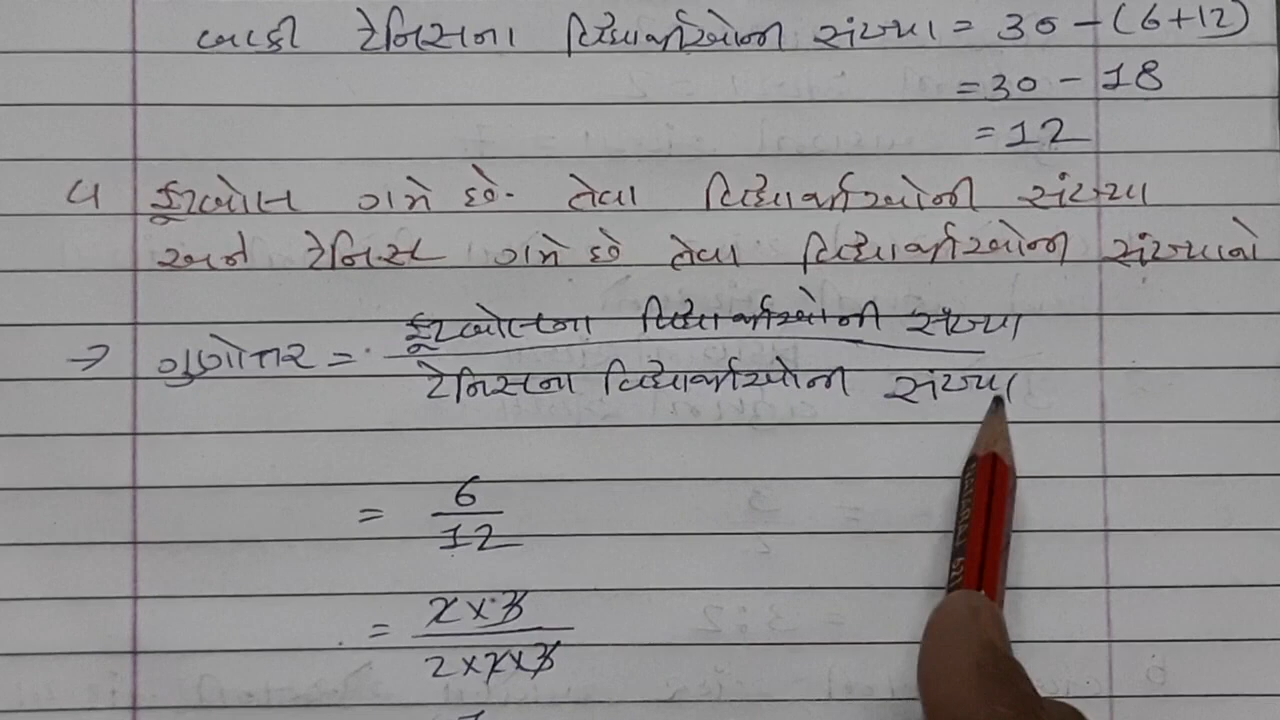 બાકી ટેનિસના વિદ્યાર્થીઓની સંખ્યા = 30 - (6+12)
= 30 - 18
= 12
a ફૂટબોલ ગમે છે. તેવા વિદ્યાર્થીઓની સંખ્યા
અને ટેનિસ ગમે છે તેવા વિદ્યાર્થીઓની સંખ્યાનો
→ ગુણોત્તર = ફૂટબોલના વિદ્યાર્થીઓની સંખ્યા
ટેનિસના વિદ્યાર્થીઓની સંખ્યા
= 6
12
= 2 × 3
2 × 2 × 3
1